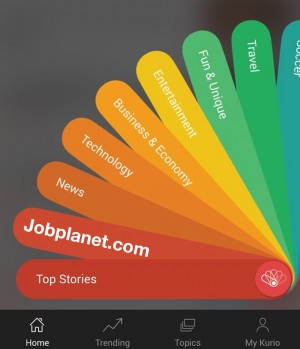 Soccer
Travel
Fun & Unique
Entertainment
Business & Economy
Technology
News
Jobplanet.com
Top Stories
Home
Trending
Topics
My Kurio